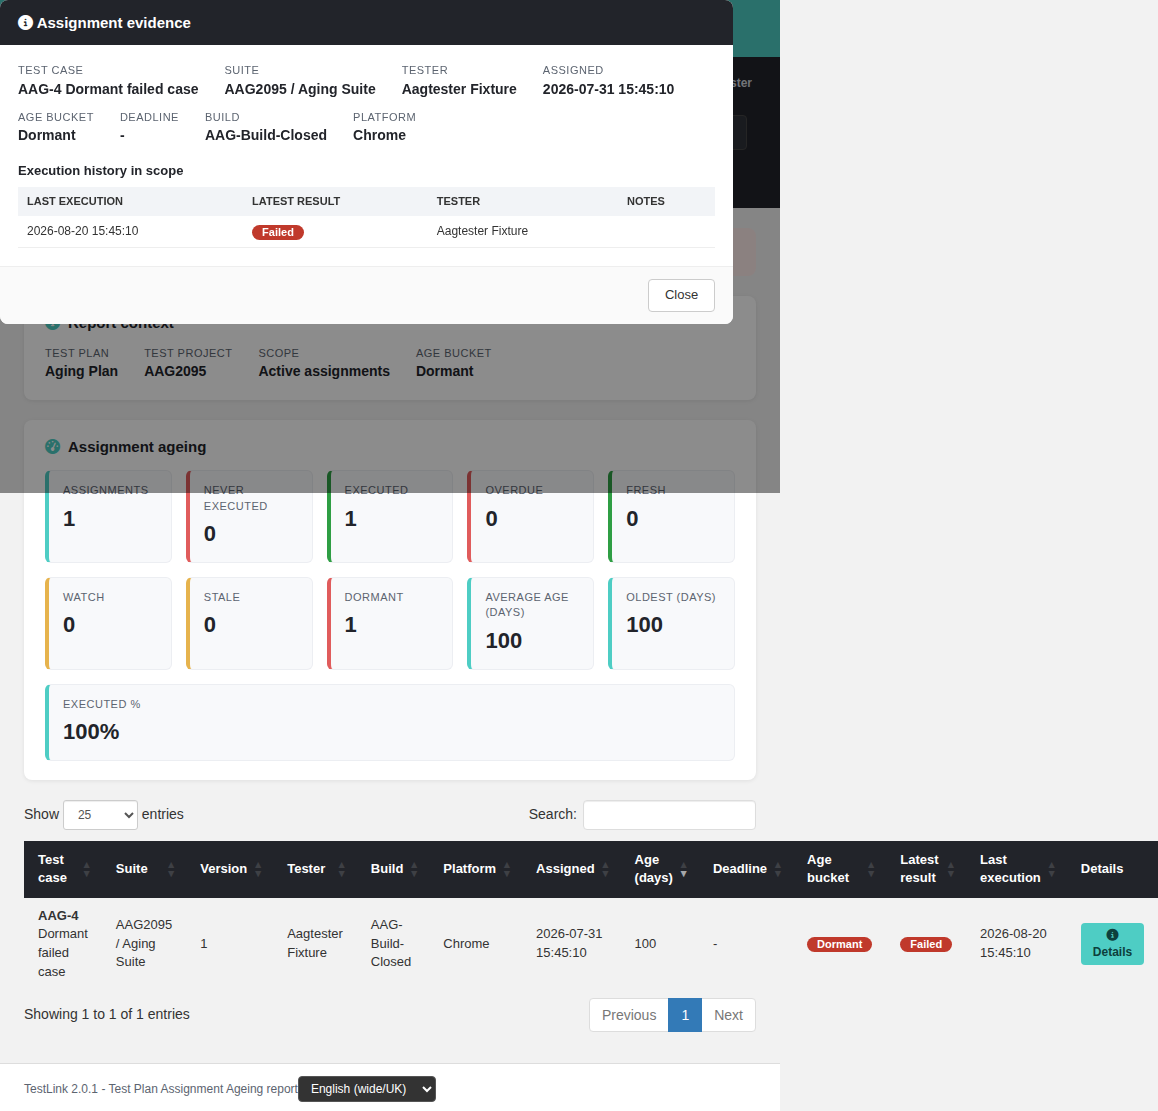 Assignment evidence
TEST CASE SUITE TESTER ASSIGNED
AAG-4 Dormant failed case AAG2095 / Aging Suite Aagtester Fixture 2026-07-31 15:45:10
ster
AGE BUCKET DEADLINE BUILD PLATFORM
Dormant - AAG-Build-Closed Chrome
Execution history in scope
LAST EXECUTION LATEST RESULT TESTER NOTES
2026-08-20 15:45:10 Failed Aagtester Fixture
Close
Report context
TEST PLAN TEST PROJECT SCOPE AGE BUCKET
Aging Plan AAG2095 Active assignments Dormant
Assignment ageing
ASSIGNMENTS NEVER EXECUTED EXECUTED OVERDUE FRESH
1 0 1 0 0
WATCH STALE DORMANT AVERAGE AGE (DAYS) OLDEST (DAYS)
0 0 1 100 100
EXECUTED %
100%
Show 25 entries Search:
Test case Suite Version Tester Build Platform Assigned Age (days) Deadline Age bucket Latest result Last execution Details
AAG-4 Dormant failed case AAG2095 / Aging Suite 1 Aagtester Fixture AAG-Build-Closed Chrome 2026-07-31 15:45:10 100 - Dormant Failed 2026-08-20 15:45:10 Details
Showing 1 to 1 of 1 entries Previous 1 Next
TestLink 2.0.1 - Test Plan Assignment Ageing report English (wide/UK)